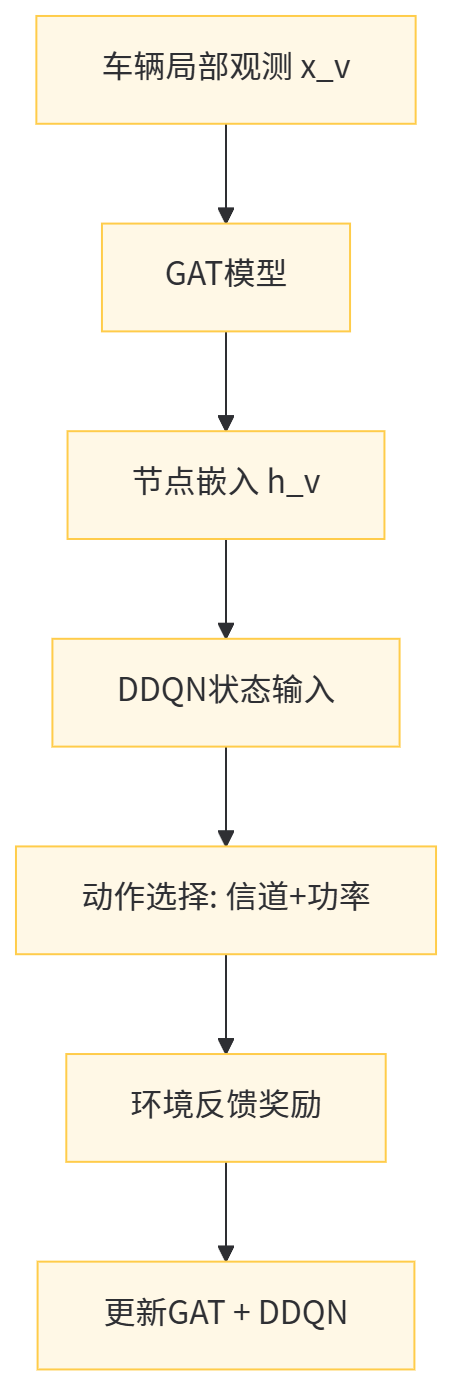 车辆局部观测 x_v
GAT模型
节点嵌入 h_v
DDQN状态输入
动作选择: 信道+功率
环境反馈奖励
更新GAT + DDQN